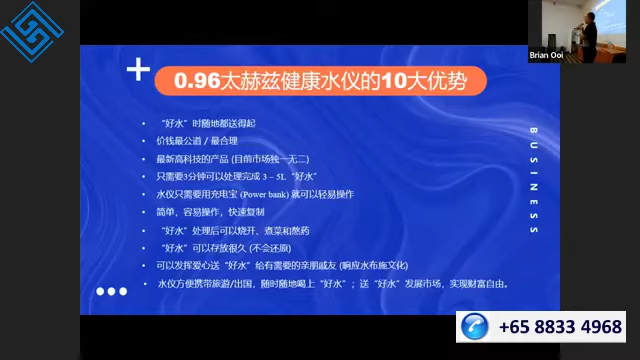 Brian Ooi
0.96太赫兹健康水仪的10大优势
• “好水”时随地都送得起
• 价钱最公道 / 最合理
• 最新高科技的产品 (目前市场独一无二)
• 只需要3分钟可以处理完成 3 – 5L “好水”
• 水仪只需要用充电宝 (Power bank) 就可以轻易操作
• 简单，容易操作，快速复制
• “好水”处理后可以烧开、煮菜和熬药
• “好水”可以存放很久 (不会还原)
• 可以发挥爱心送“好水”给有需要的亲朋戚友 (响应水布施文化)
• 水仪方便携带旅游/出国，随时随地喝上“好水”；送“好水”发展市场，实现财富自由。
BUSINESS
+65 8833 4968